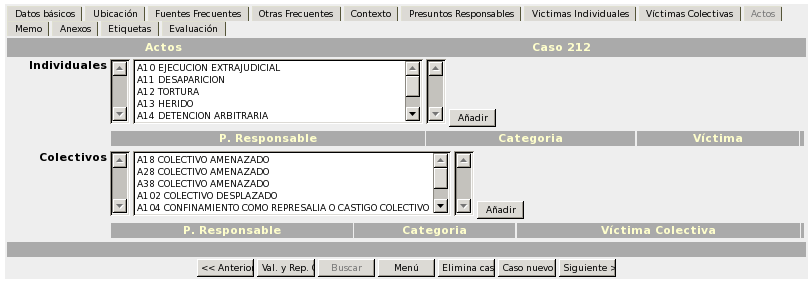 Datos básicos Ubicación Fuentes Frecuentes Otras Frecuentes Contexto Presuntos Responsables Victimas Individuales Víctimas Colectivas Actos
Memo Anexos Etiquetas Evaluación
Actos Caso 212
Individuales
A10 EJECUCION EXTRAJUDICIAL
A11 DESAPARICION
A12 TORTURA
A13 HERIDO
A14 DETENCION ARBITRARIA
Añadir
P. Responsable Categoria Víctima
Colectivos
A18 COLECTIVO AMENAZADO
A28 COLECTIVO AMENAZADO
A38 COLECTIVO AMENAZADO
A102 COLECTIVO DESPLAZADO
A104 CONFINAMIENTO COMO REPRESALIA O CASTIGO COLECTIVO
Añadir
P. Responsable Categoria Víctima Colectiva
<< Anterio Val. y Rep. ( Buscar Menú Elimina cas Caso nuevo Siguiente >